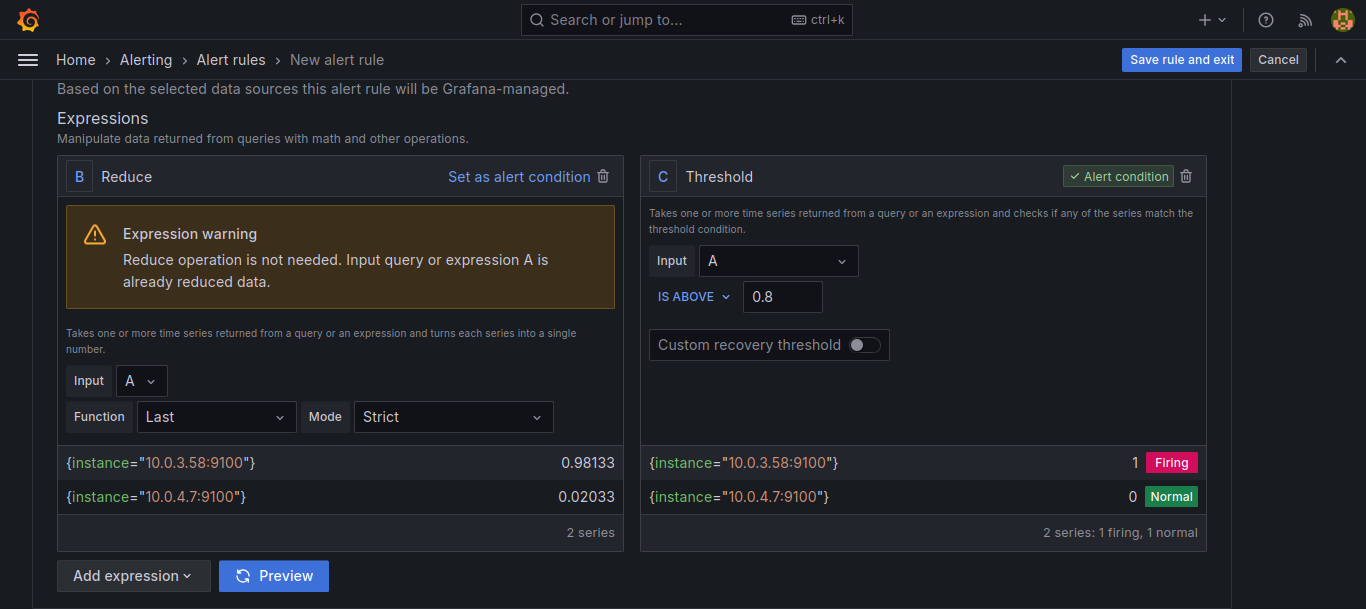 Search or jump to...
ctrl+k
Home › Alerting › Alert rules › New alert rule
Save rule and exit
Cancel
Based on the selected data sources this alert rule will be Grafana-managed.
Expressions
Manipulate data returned from queries with math and other operations.
B Reduce
Set as alert condition
Expression warning
Reduce operation is not needed. Input query or expression A is
already reduced data.
Takes one or more time series returned from a query or an expression and turns each series into a single
number.
Input A
Function Last Mode Strict
{instance="10.0.3.58:9100"} 0.98133
{instance="10.0.4.7:9100"} 0.02033
2 series
C Threshold
Alert condition
Takes one or more time series returned from a query or an expression and checks if any of the series match the
threshold condition.
Input A
IS ABOVE 0.8
Custom recovery threshold
{instance="10.0.3.58:9100"} 1 Firing
{instance="10.0.4.7:9100"} 0 Normal
2 series: 1 firing, 1 normal
Add expression
Preview